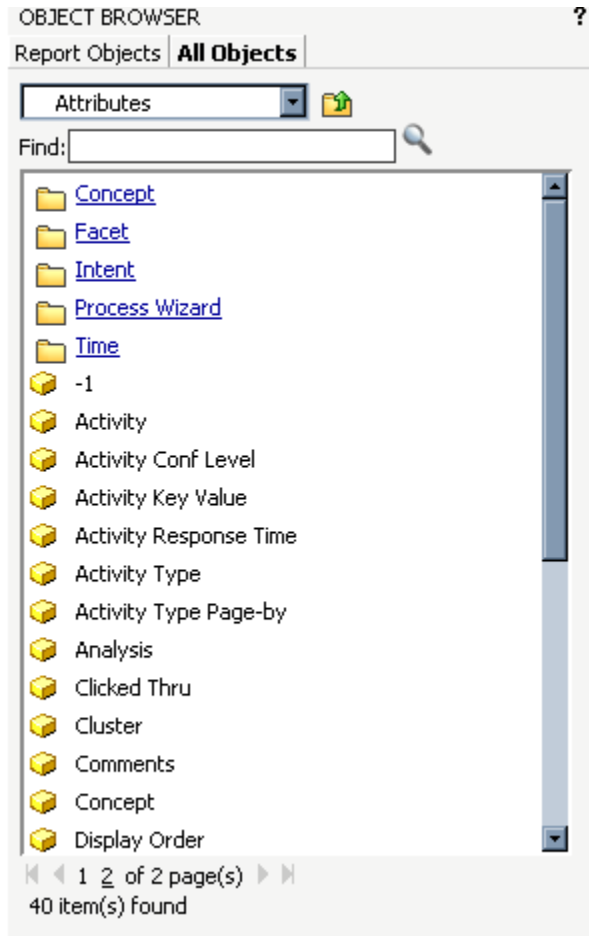 OBJECT BROWSER ?
Report Objects All Objects
Attributes
Find:
Concept
Facet
Intent
Process Wizard
Time
-1
Activity
Activity Conf Level
Activity Key Value
Activity Response Time
Activity Type
Activity Type Page-by
Analysis
Clicked Thru
Cluster
Comments
Concept
Display Order
1 2 of 2 page(s)
40 item(s) found